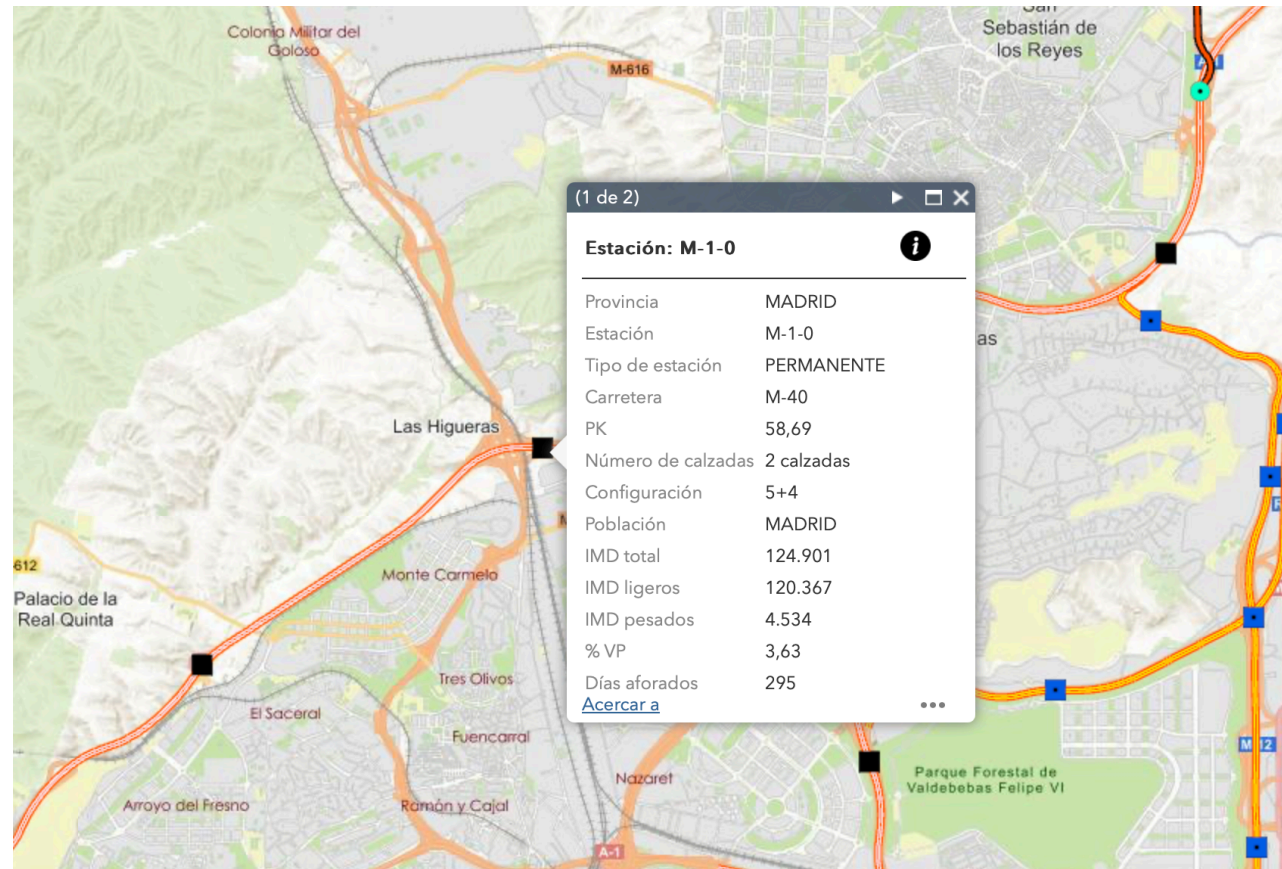 San
Sebastián de
los Reyes
Colonia Militar del
Goloso
M-616
A-1
(1 de 2)
Estación: M-1-0
i
Provincia MADRID
Estación M-1-0
Tipo de estación PERMANENTE
Carretera M-40
PK 58,69
Número de calzadas 2 calzadas
Configuración 5+4
Población MADRID
IMD total 124.901
IMD ligeros 120.367
IMD pesados 4.534
% VP 3,63
Días aforados 295
Acercar a
as
Las Higueras
612
Monte Carmelo
Palacio de la
Real Quinta
Tres Olivos
El Saceral
Fuencarral
Nazaret
Parque Forestal de
Valdebebas Felipe VI
Arroyo del Fresno
Ramón y Cajal
A-1